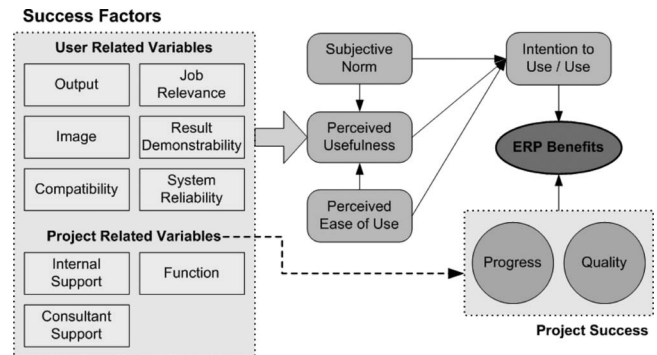 Success Factors
User Related Variables
Output
Job
Relevance
Image
Result
Demonstrability
Compatibility
System
Reliability
Project Related Variables
Internal
Support
Function
Consultant
Support
Subjective
Norm
Perceived
Usefulness
Perceived
Ease of Use
Intention to
Use / Use
ERP Benefits
Progress
Quality
Project Success